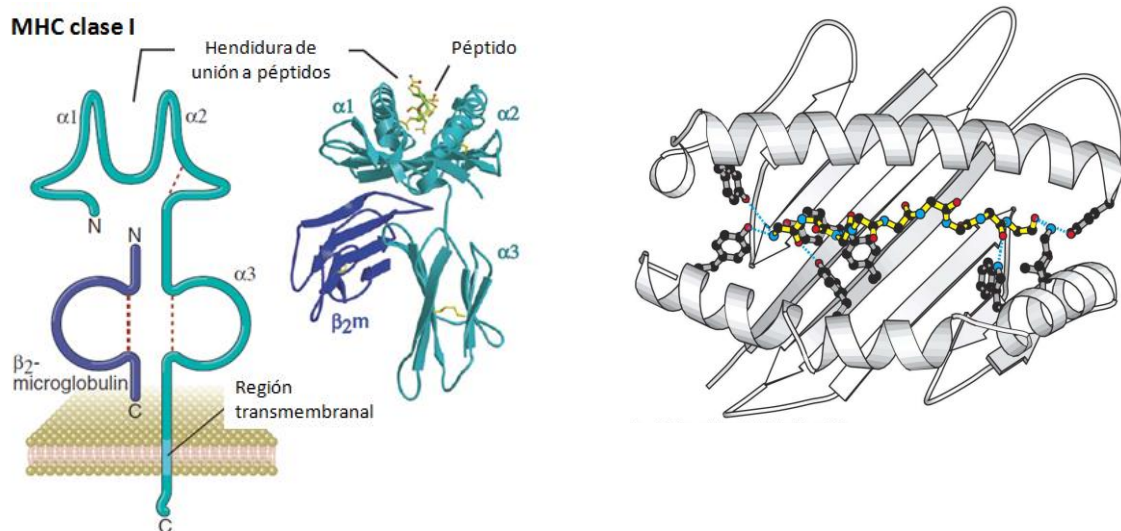 MHC clase I
Hendidura de
unión a péptidos
Péptido
α1
α2
N
α1
α2
N
α3
α3
β2m
β2-
microglobulin
C
Región
transmembranal
C